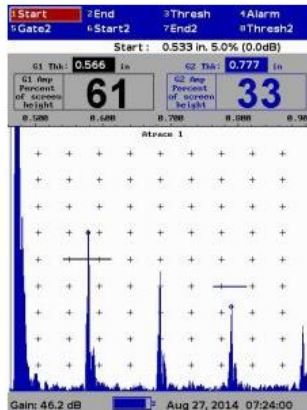 1Start 2End 3Thresh 4Alarm
5Gate2 6Start2 7End2 8Thresh2
Start : 0.533 in. 5.0% (0.0dB)
G1 Thk: 0.566 in G2 Thk: 0.777 in
G1 Amp Percent of screen height 61 G2 Amp Percent of screen height 33
0.500 0.600 0.700 0.800 0.90
Atrace 1
Gain: 46.2 dB Aug 27, 2014 07:24:00